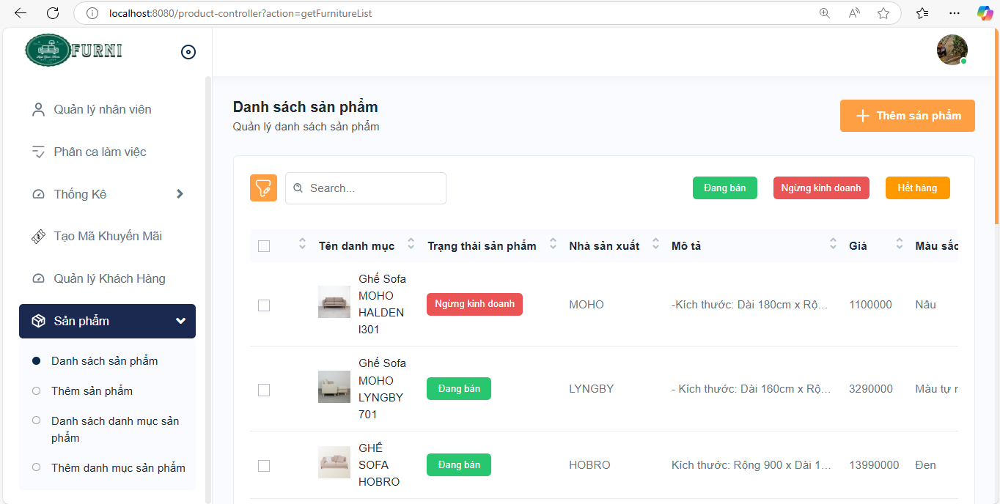 localhost:8080/product-controller?action=getFurnitureList
FURNI
Quản lý nhân viên
Phân ca làm việc
Thống Kê
Tạo Mã Khuyến Mãi
Quản lý Khách Hàng
Sản phẩm
Danh sách sản phẩm
Thêm sản phẩm
Danh sách danh mục sản
phẩm
Thêm danh mục sản phẩm
Danh sách sản phẩm
Quản lý danh sách sản phẩm
Thêm sản phẩm
Search...
Đang bán
Ngừng kinh doanh
Hết hàng
Tên danh mục Trạng thái sản phẩm Nhà sản xuất Mô tả Giá Màu sắc
Ghế Sofa
MOHO
HALDEN
I301
Ngừng kinh doanh
MOHO
-Kích thước: Dài 180cm x Rộ...
1100000
Nâu
Ghế Sofa
MOHO
LYNGBY
701
Đang bán
LYNGBY
- Kích thước: Dài 160cm x Rộ...
3290000
Màu tự
GHẾ
SOFA
HOBRO
Đang bán
HOBRO
Kích thước: Rộng 900 x Dài 1...
13990000
Đen